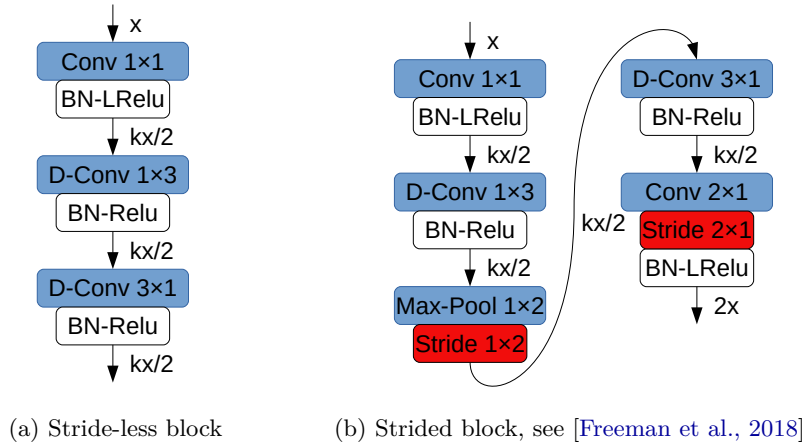 x
Conv 1×1
BN-LRelu
kx/2
D-Conv 1×3
BN-Relu
kx/2
D-Conv 3×1
BN-Relu
kx/2
(a) Stride-less block
x
Conv 1×1
BN-LRelu
kx/2
D-Conv 1×3
BN-Relu
kx/2
Max-Pool 1×2
Stride 1×2
kx/2
D-Conv 3×1
BN-Relu
kx/2
Conv 2×1
Stride 2×1
BN-LRelu
2x
(b) Strided block, see [Freeman et al., 2018]